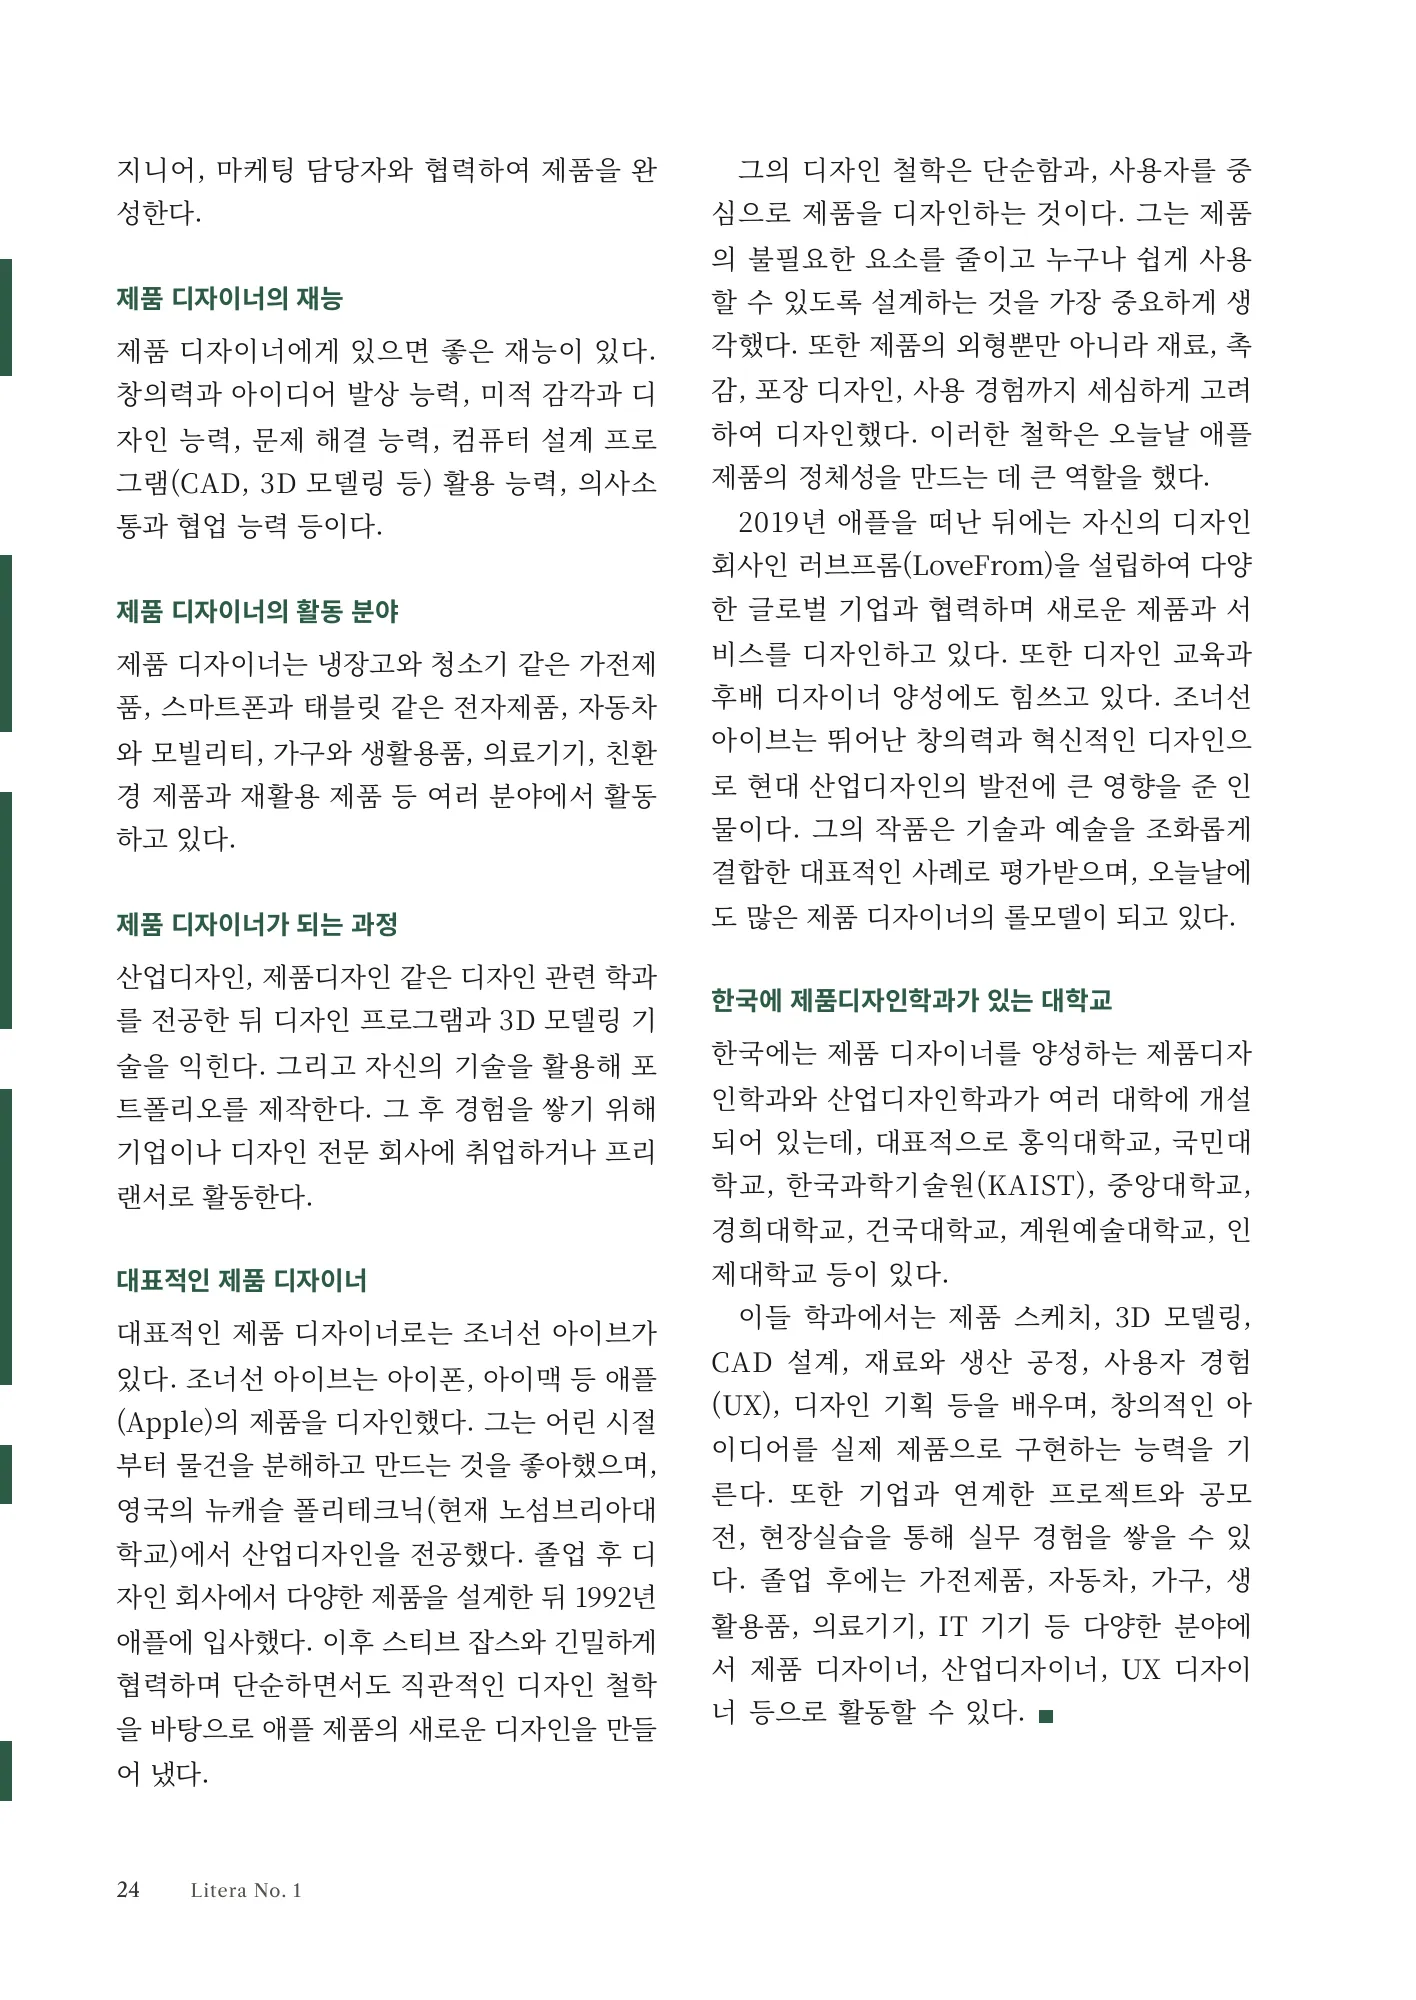 지니어, 마케팅 담당자와 협력하여 제품을 완
성한다.
제품 디자이너의 재능
제품 디자이너에게 있으면 좋은 재능이 있다.
창의력과 아이디어 발상 능력, 미적 감각과 디
자인 능력, 문제 해결 능력, 컴퓨터 설계 프로
그램(CAD, 3D 모델링 등) 활용 능력, 의사소
통과 협업 능력 등이다.
제품 디자이너의 활동 분야
제품 디자이너는 냉장고와 청소기 같은 가전제
품, 스마트폰과 태블릿 같은 전자제품, 자동차
와 모빌리티, 가구와 생활용품, 의료기기, 친환
경 제품과 재활용 제품 등 여러 분야에서 활동
하고 있다.
제품 디자이너가 되는 과정
산업디자인, 제품디자인 같은 디자인 관련 학과
를 전공한 뒤 디자인 프로그램과 3D 모델링 기
술을 익힌다. 그리고 자신의 기술을 활용해 포
트폴리오를 제작한다. 그 후 경험을 쌓기 위해
기업이나 디자인 전문 회사에 취업하거나 프리
랜서로 활동한다.
대표적인 제품 디자이너
대표적인 제품 디자이너로는 조너선 아이브가
있다. 조너선 아이브는 아이폰, 아이맥 등 애플
(Apple)의 제품을 디자인했다. 그는 어린 시절
부터 물건을 분해하고 만드는 것을 좋아했으며,
영국의 뉴캐슬 폴리테크닉(현재 노섬브리아대
학교)에서 산업디자인을 전공했다. 졸업 후 디
자인 회사에서 다양한 제품을 설계한 뒤 1992년
애플에 입사했다. 이후 스티브 잡스와 긴밀하게
협력하며 단순하면서도 직관적인 디자인 철학
을 바탕으로 애플 제품의 새로운 디자인을 만들
어 냈다.
그의 디자인 철학은 단순함과, 사용자를 중
심으로 제품을 디자인하는 것이다. 그는 제품
의 불필요한 요소를 줄이고 누구나 쉽게 사용
할 수 있도록 설계하는 것을 가장 중요하게 생
각했다. 또한 제품의 외형뿐만 아니라 재료, 촉
감, 포장 디자인, 사용 경험까지 세심하게 고려
하여 디자인했다. 이러한 철학은 오늘날 애플
제품의 정체성을 만드는 데 큰 역할을 했다.
2019년 애플을 떠난 뒤에는 자신의 디자인
회사인 러브프롬(LoveFrom)을 설립하여 다양
한 글로벌 기업과 협력하며 새로운 제품과 서
비스를 디자인하고 있다. 또한 디자인 교육과
후배 디자이너 양성에도 힘쓰고 있다. 조너선
아이브는 뛰어난 창의력과 혁신적인 디자인으
로 현대 산업디자인의 발전에 큰 영향을 준 인
물이다. 그의 작품은 기술과 예술을 조화롭게
결합한 대표적인 사례로 평가받으며, 오늘날에
도 많은 제품 디자이너의 롤모델이 되고 있다.
한국에 제품디자인학과가 있는 대학교
한국에는 제품 디자이너를 양성하는 제품디자
인학과와 산업디자인학과가 여러 대학에 개설
되어 있는데, 대표적으로 홍익대학교, 국민대
학교, 한국과학기술원(KAIST), 중앙대학교,
경희대학교, 건국대학교, 계원예술대학교, 인
제대학교 등이 있다.
이들 학과에서는 제품 스케치, 3D 모델링,
CAD 설계, 재료와 생산 공정, 사용자 경험
(UX), 디자인 기획 등을 배우며, 창의적인 아
이디어를 실제 제품으로 구현하는 능력을 기
른다. 또한 기업과 연계한 프로젝트와 공모
전, 현장실습을 통해 실무 경험을 쌓을 수 있
다. 졸업 후에는 가전제품, 자동차, 가구, 생
활용품, 의료기기, IT 기기 등 다양한 분야에
서 제품 디자이너, 산업디자이너, UX 디자이
너 등으로 활동할 수 있다. ■
24 Litera No. 1